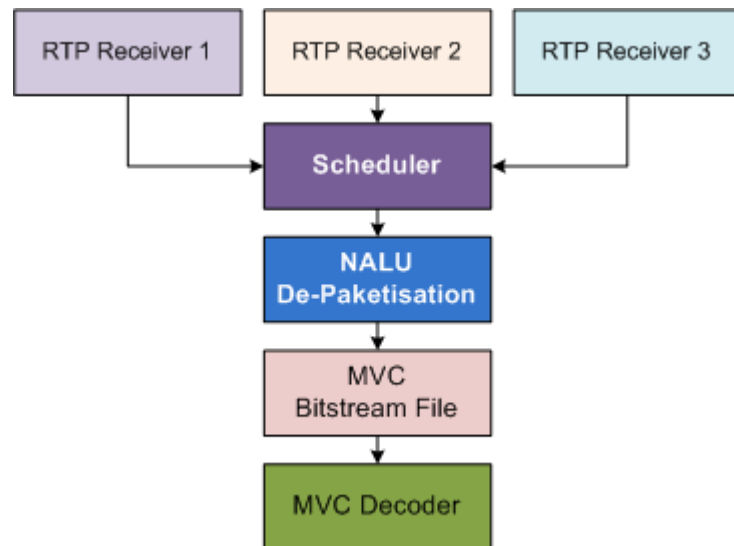 RTP Receiver 1
RTP Receiver 2
RTP Receiver 3
Scheduler
NALU
De-Paketisation
MVC
Bitstream File
MVC Decoder